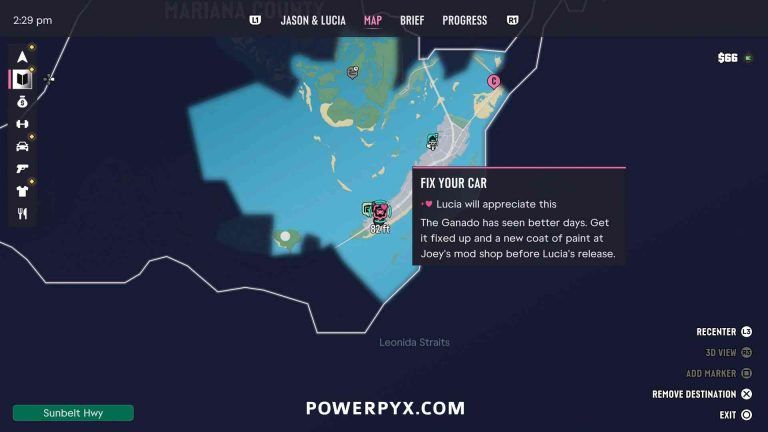 2:29 pm
L1 JASON & LUCIA MAP BRIEF PROGRESS R1
MARIANA COUNTY
$66
C
FIX YOUR CAR
+♥ Lucia will appreciate this
The Ganado has seen better days. Get
it fixed up and a new coat of paint at
Joey's mod shop before Lucia's release.
82 ft
RECENTER L3
3D VIEW R3
ADD MARKER
REMOVE DESTINATION
EXIT
Leonida Straits
Sunbelt Hwy
POWERPYX.COM